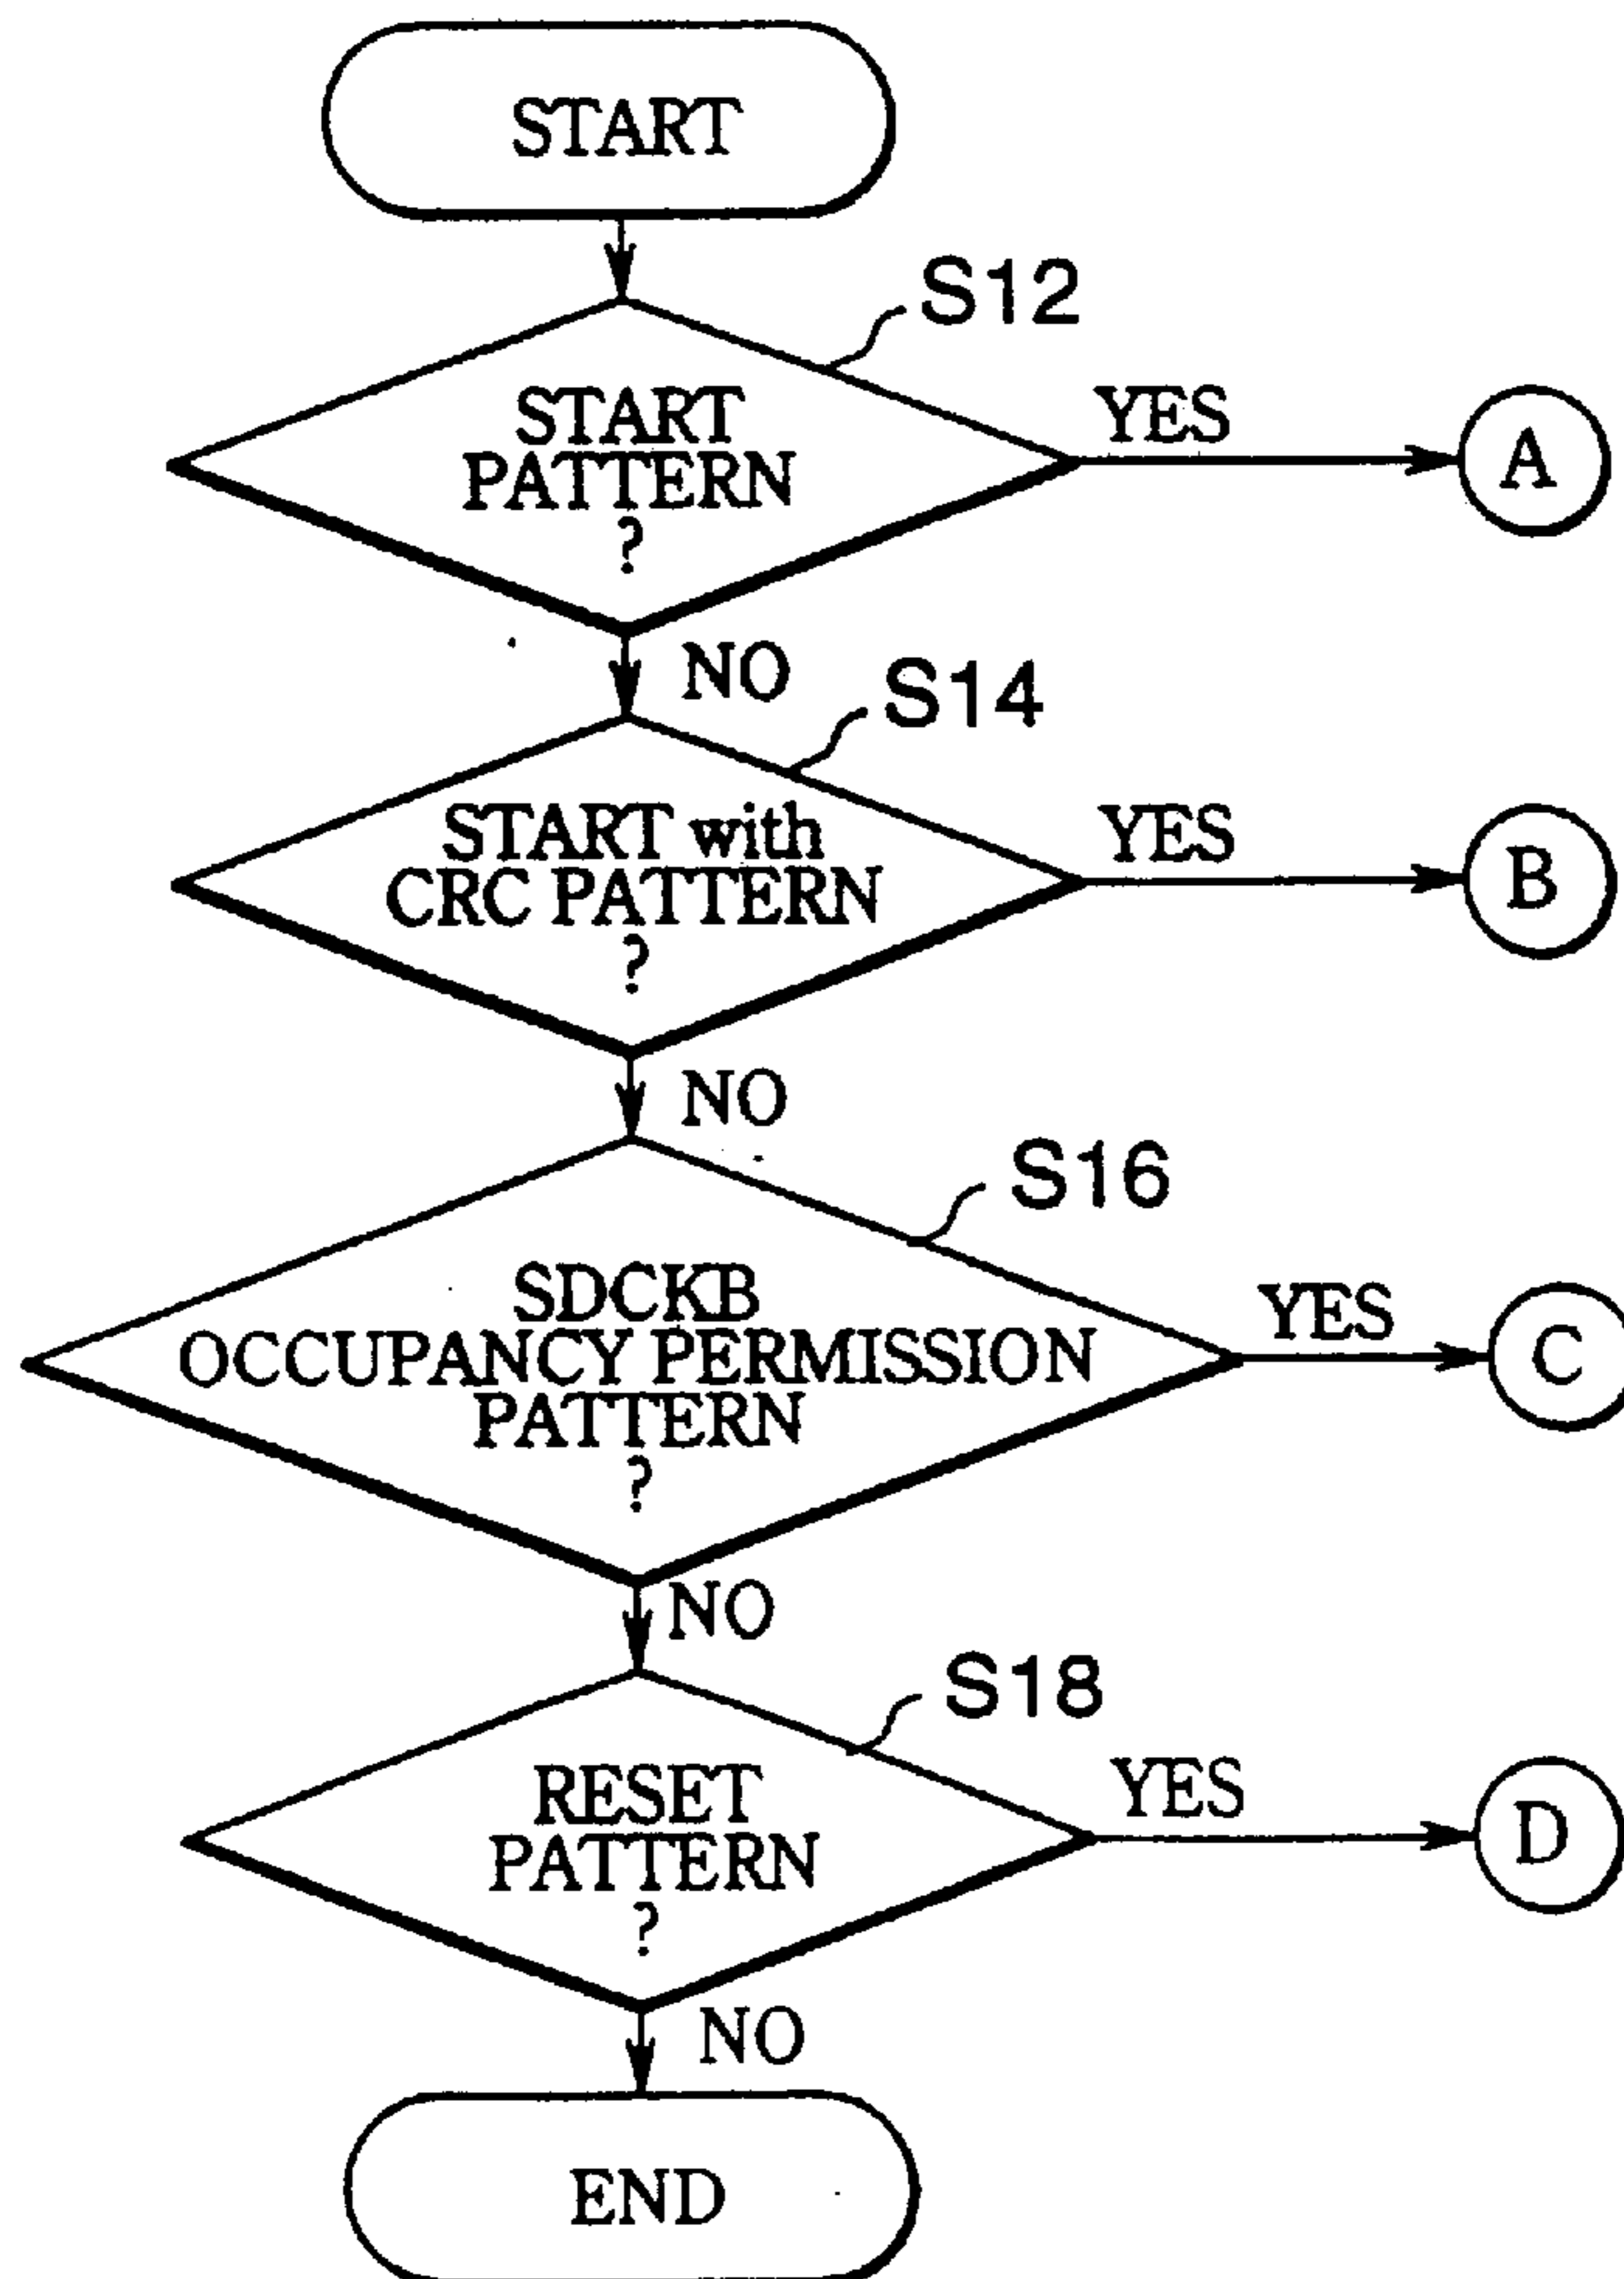 START
S12
START
PATTERN
?
YES
A
NO
S14
START with
CRC PATTERN
?
YES
B
NO
S16
SDCKB
OCCUPANCY PERMISSION
PATTERN
?
YES
C
NO
S18
RESET
PATTERN
?
YES
D
NO
END